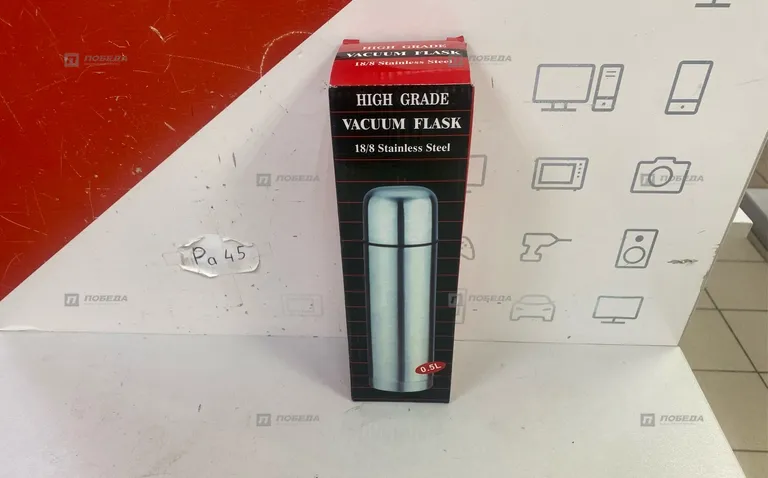 HIGH GRADE
VACUUM FLASK
18/8 Stainless Steel
HIGH GRADE
VACUUM FLASK
18/8 Stainless Steel
0.5L
Pa 45
ПОБЕДА
ПОБЕДА
ПОБЕДА
ПОБЕДА
ПОБЕДА
ПОБЕДА
ПОБЕДА
ПОБЕДА